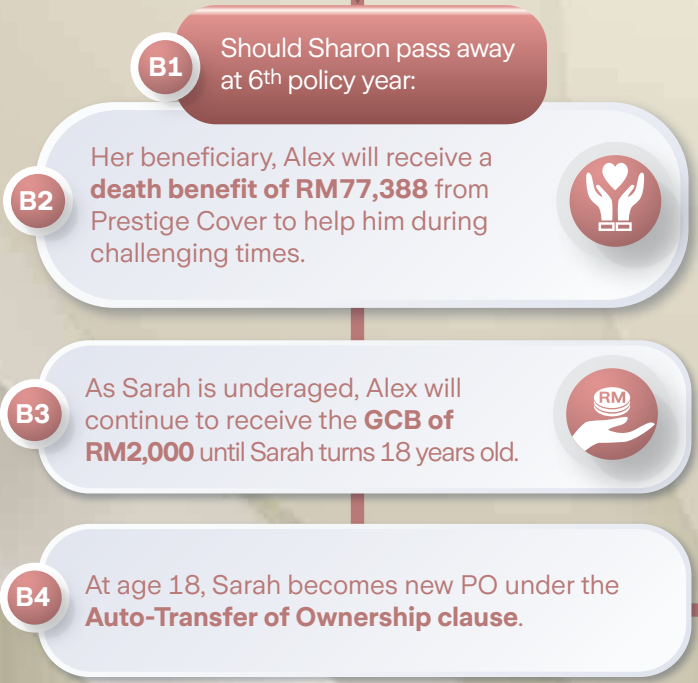 B1
Should Sharon pass away
at 6th policy year:
B2
Her beneficiary, Alex will receive a
death benefit of RM77,388 from
Prestige Cover to help him during
challenging times.
B3
As Sarah is underaged, Alex will
continue to receive the GCB of
RM2,000 until Sarah turns 18 years old.
RM
B4
At age 18, Sarah becomes new PO under the
Auto-Transfer of Ownership clause.